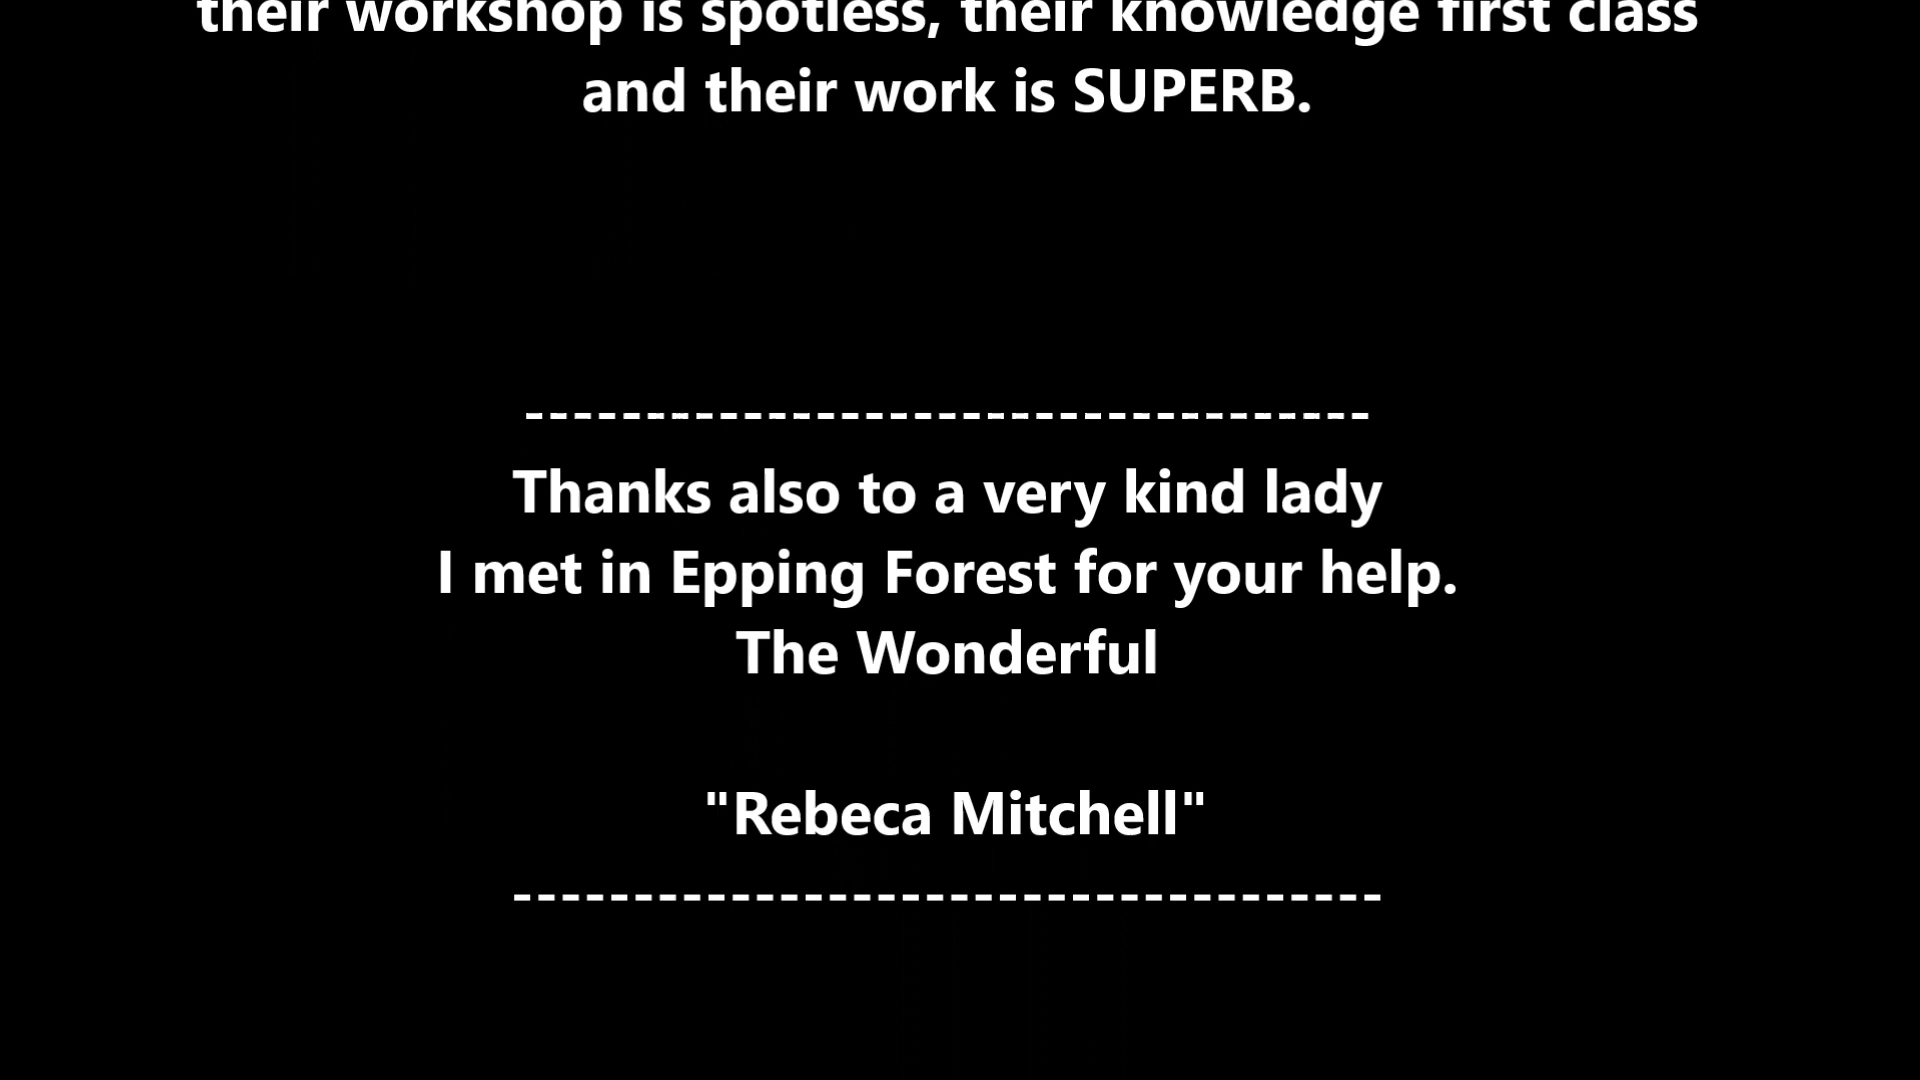 their workshop is spotless, their knowledge first class
and their work is SUPERB.
-----------------------------------
Thanks also to a very kind lady
I met in Epping Forest for your help.
The Wonderful
"Rebeca Mitchell"
------------------------------------